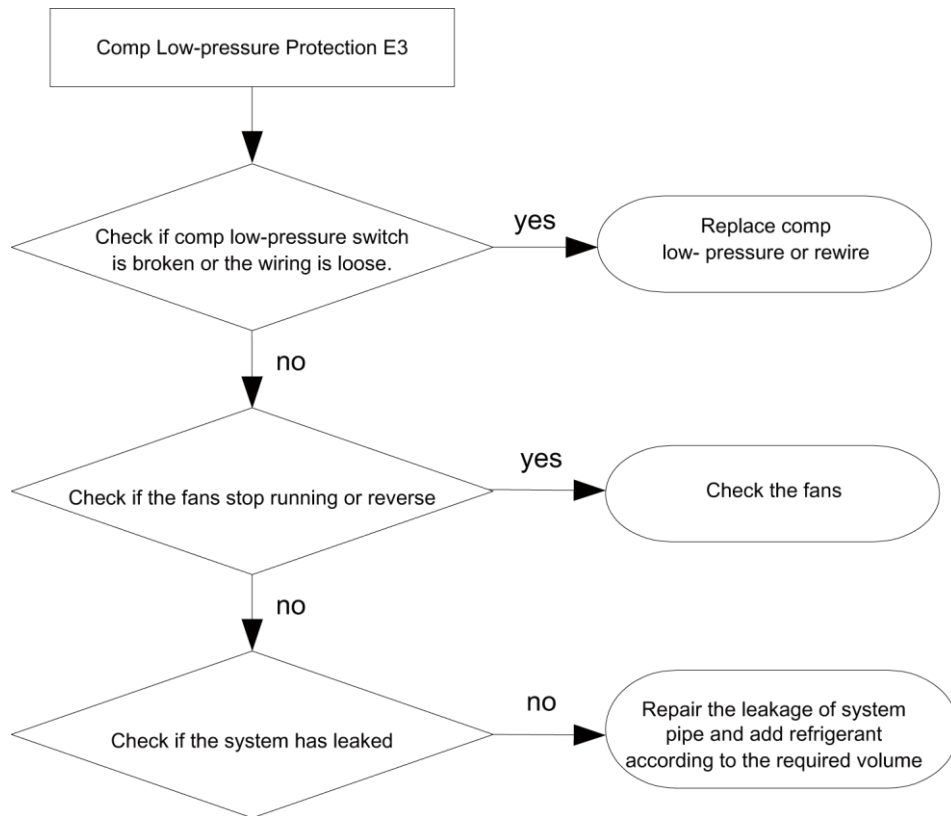 Comp Low-pressure Protection E3
Check if comp low-pressure switch
is broken or the wiring is loose.
yes
Replace comp
low- pressure or rewire
no
Check if the fans stop running or reverse
yes
Check the fans
no
Check if the system has leaked
no
Repair the leakage of system
pipe and add refrigerant
according to the required volume